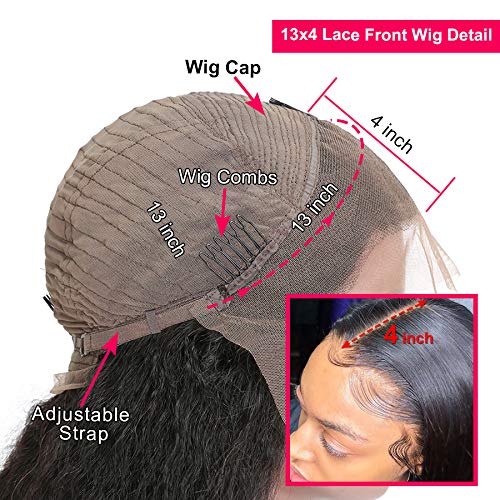 13x4 Lace Front Wig Detail
Wig Cap
4 inch
Wig Combs
13 inch
13 inch
4 inch
Adjustable
Strap